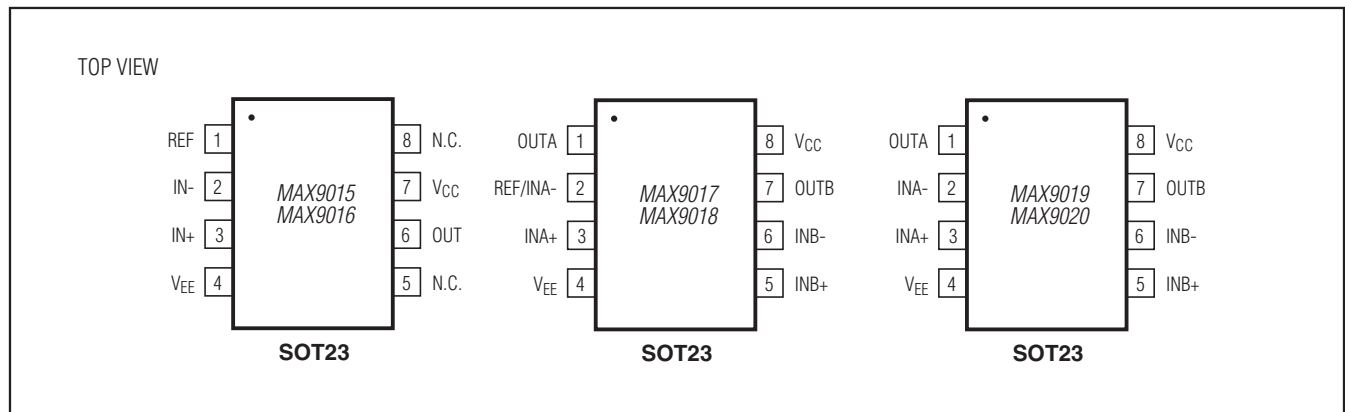 TOP VIEW
REF 1
IN- 2
IN+ 3
VEE 4
MAX9015
MAX9016
8 N.C.
7 VCC
6 OUT
5 N.C.
SOT23
OUTA 1
REF/INA- 2
INA+ 3
VEE 4
MAX9017
MAX9018
8 VCC
7 OUTB
6 INB-
5 INB+
SOT23
OUTA 1
INA- 2
INA+ 3
VEE 4
MAX9019
MAX9020
8 VCC
7 OUTB
6 INB-
5 INB+
SOT23